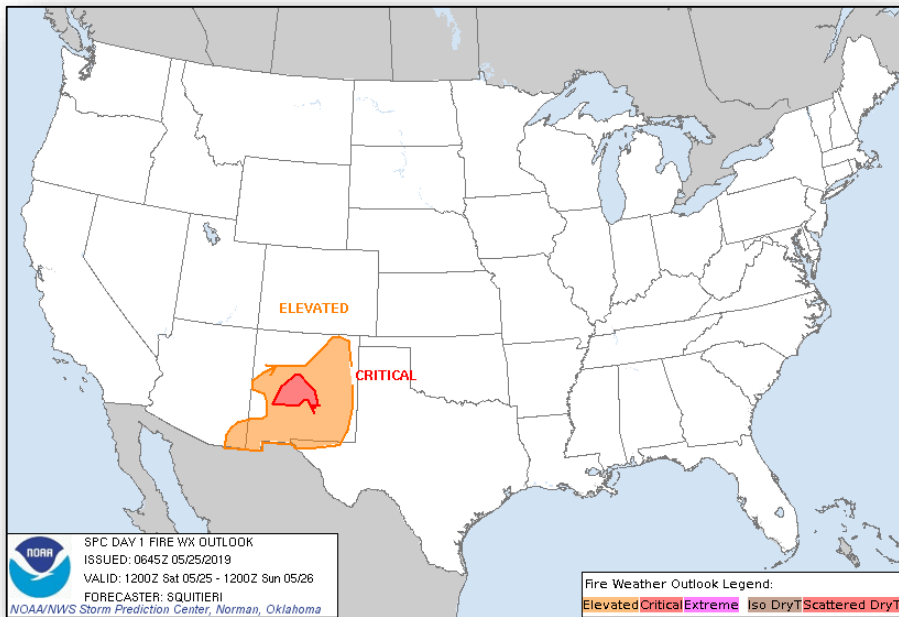 ELEVATED
CRITICAL
NOAA
SPC DAY 1 FIRE WX OUTLOOK
ISSUED: 0645Z 05/25/2019
VALID: 1200Z Sat 05/25 - 1200Z Sun 05/26
FORECASTER: SQUITIERI
NOAA/NWS Storm Prediction Center, Norman, Oklahoma
Fire Weather Outlook Legend:
Elevated Critical Extreme Iso DryT Scattered DryT